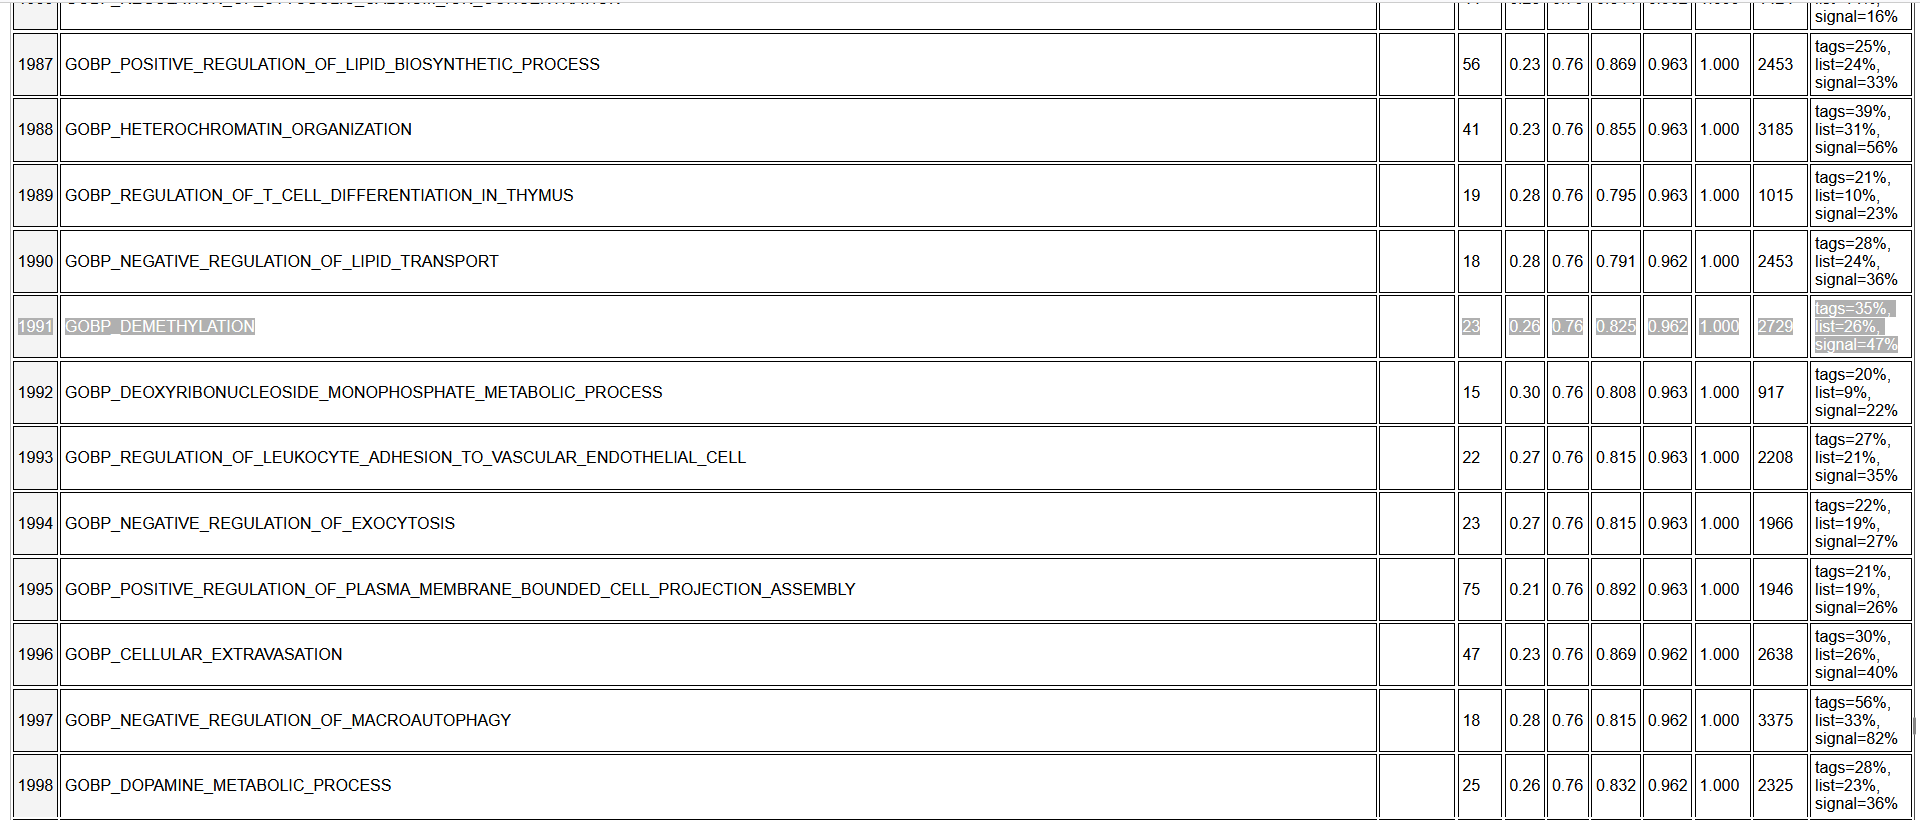 signal=16%
1987 GOBP_POSITIVE_REGULATION_OF_LIPID_BIOSYNTHETIC_PROCESS 56 0.23 0.76 0.869 0.963 1.000 2453 tags=25%,
list=24%,
signal=33%
1988 GOBP_HETEROCHROMATIN_ORGANIZATION 41 0.23 0.76 0.855 0.963 1.000 3185 tags=39%,
list=31%,
signal=56%
1989 GOBP_REGULATION_OF_T_CELL_DIFFERENTIATION_IN_THYMUS 19 0.28 0.76 0.795 0.963 1.000 1015 tags=21%,
list=10%,
signal=23%
1990 GOBP_NEGATIVE_REGULATION_OF_LIPID_TRANSPORT 18 0.28 0.76 0.791 0.962 1.000 2453 tags=28%,
list=24%,
signal=36%
1991 GOBP_DEMETHYLATION 23 0.26 0.76 0.825 0.962 1.000 2729 tags=35%,
list=26%,
signal=47%
1992 GOBP_DEOXYRIBONUCLEOSIDE_MONOPHOSPHATE_METABOLIC_PROCESS 15 0.30 0.76 0.808 0.963 1.000 917 tags=20%,
list=9%,
signal=22%
1993 GOBP_REGULATION_OF_LEUKOCYTE_ADHESION_TO_VASCULAR_ENDOTHELIAL_CELL 22 0.27 0.76 0.815 0.963 1.000 2208 tags=27%,
list=21%,
signal=35%
1994 GOBP_NEGATIVE_REGULATION_OF_EXOCYTOSIS 23 0.27 0.76 0.815 0.963 1.000 1966 tags=22%,
list=19%,
signal=27%
1995 GOBP_POSITIVE_REGULATION_OF_PLASMA_MEMBRANE_BOUNDED_CELL_PROJECTION_ASSEMBLY 75 0.21 0.76 0.892 0.963 1.000 1946 tags=21%,
list=19%,
signal=26%
1996 GOBP_CELLULAR_EXTRAVASATION 47 0.23 0.76 0.869 0.962 1.000 2638 tags=30%,
list=26%,
signal=40%
1997 GOBP_NEGATIVE_REGULATION_OF_MACROAUTOPHAGY 18 0.28 0.76 0.815 0.962 1.000 3375 tags=56%,
list=33%,
signal=82%
1998 GOBP_DOPAMINE_METABOLIC_PROCESS 25 0.26 0.76 0.832 0.962 1.000 2325 tags=28%,
list=23%,
signal=36%